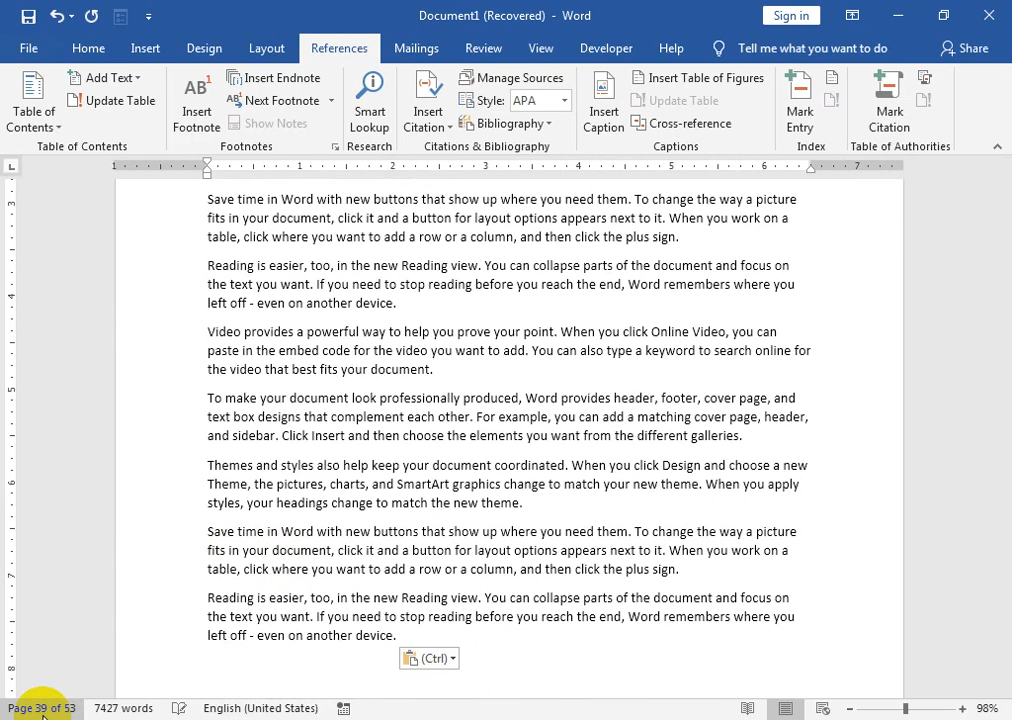 Document1 (Recovered) - Word
Sign in
File Home Insert Design Layout References Mailings Review View Developer Help Tell me what you want to do Share
Table of Contents
Add Text
Update Table
Table of Contents
AB1
Insert Footnote
Insert Endnote
Next Footnote
Show Notes
Footnotes
Smart Lookup
Research
Insert Citation
Manage Sources
Style: APA
Bibliography
Citations & Bibliography
Insert Caption
Insert Table of Figures
Update Table
Cross-reference
Captions
Mark Entry
Index
Mark Citation
Table of Authorities
1 1 2 3 4 5 6 7
Save time in Word with new buttons that show up where you need them. To change the way a picture
fits in your document, click it and a button for layout options appears next to it. When you work on a
table, click where you want to add a row or a column, and then click the plus sign.
Reading is easier, too, in the new Reading view. You can collapse parts of the document and focus on
the text you want. If you need to stop reading before you reach the end, Word remembers where you
left off - even on another device.
Video provides a powerful way to help you prove your point. When you click Online Video, you can
paste in the embed code for the video you want to add. You can also type a keyword to search online for
the video that best fits your document.
To make your document look professionally produced, Word provides header, footer, cover page, and
text box designs that complement each other. For example, you can add a matching cover page, header,
and sidebar. Click Insert and then choose the elements you want from the different galleries.
Themes and styles also help keep your document coordinated. When you click Design and choose a new
Theme, the pictures, charts, and SmartArt graphics change to match your new theme. When you apply
styles, your headings change to match the new theme.
Save time in Word with new buttons that show up where you need them. To change the way a picture
fits in your document, click it and a button for layout options appears next to it. When you work on a
table, click where you want to add a row or a column, and then click the plus sign.
Reading is easier, too, in the new Reading view. You can collapse parts of the document and focus on
the text you want. If you need to stop reading before you reach the end, Word remembers where you
left off - even on another device.
(Ctrl)
3
4
5
6
7
8
Page 39 of 53 7427 words English (United States) 98%